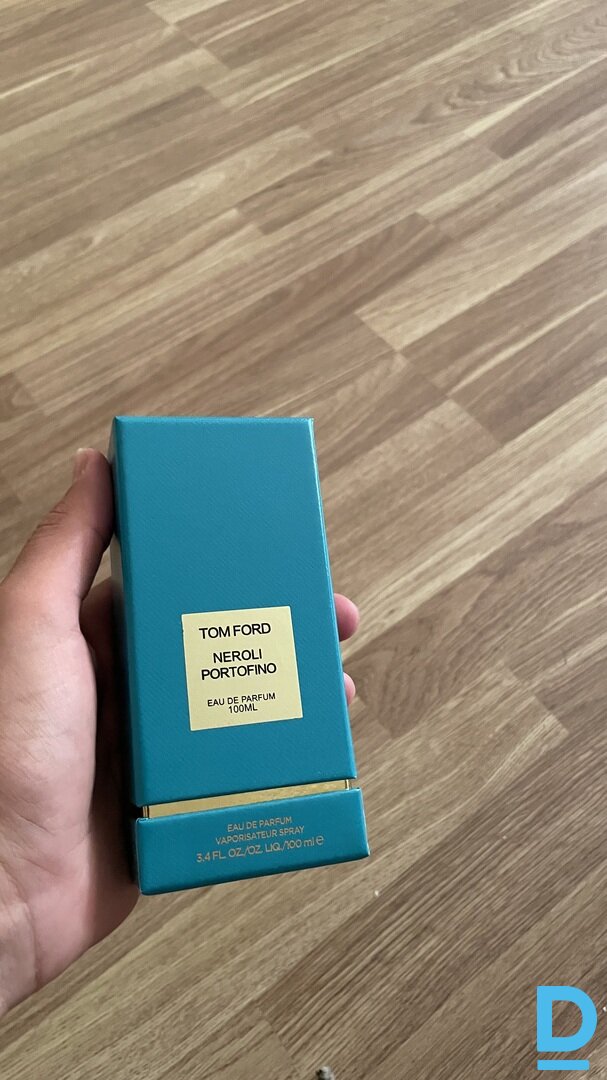 TOM FORD
NEROLI
PORTOFINO
EAU DE PARFUM
100ML
EAU DE PARFUM
VAPORISATEUR SPRAY
3.4 FL. OZ./OZ. LIQ./100 ml ℮
D